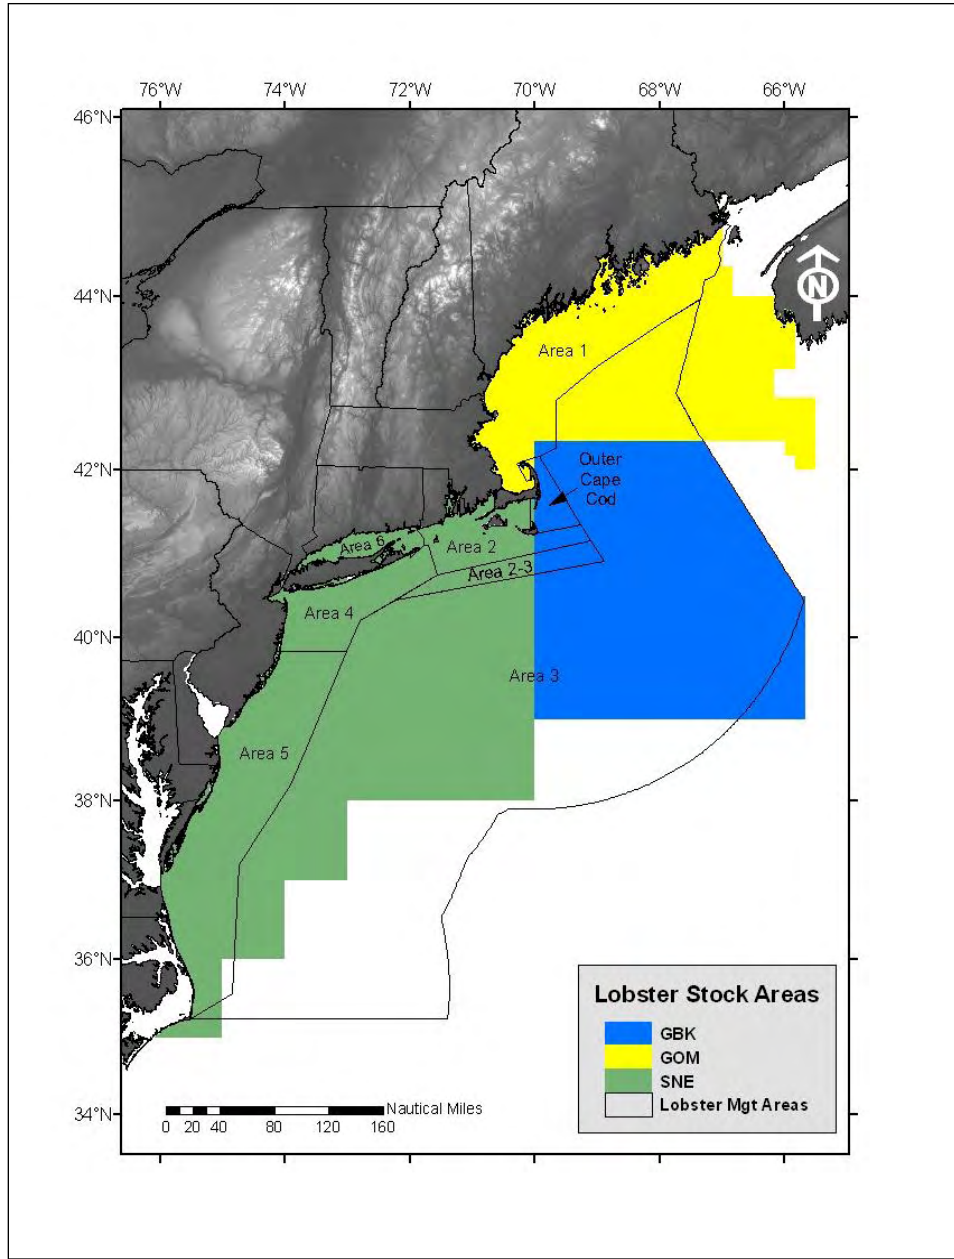 76°W 74°W 72°W 70°W 68°W 66°W
46°N
44°N
42°N
40°N
38°N
36°N
34°N
N
Area 1
Outer
Cape
Cod
Area 6
Area 2
Area 2-3
Area 4
Area 3
Area 5
Lobster Stock Areas
GBK
GOM
SNE
Lobster Mgt Areas
Nautical Miles
0 20 40 80 120 160